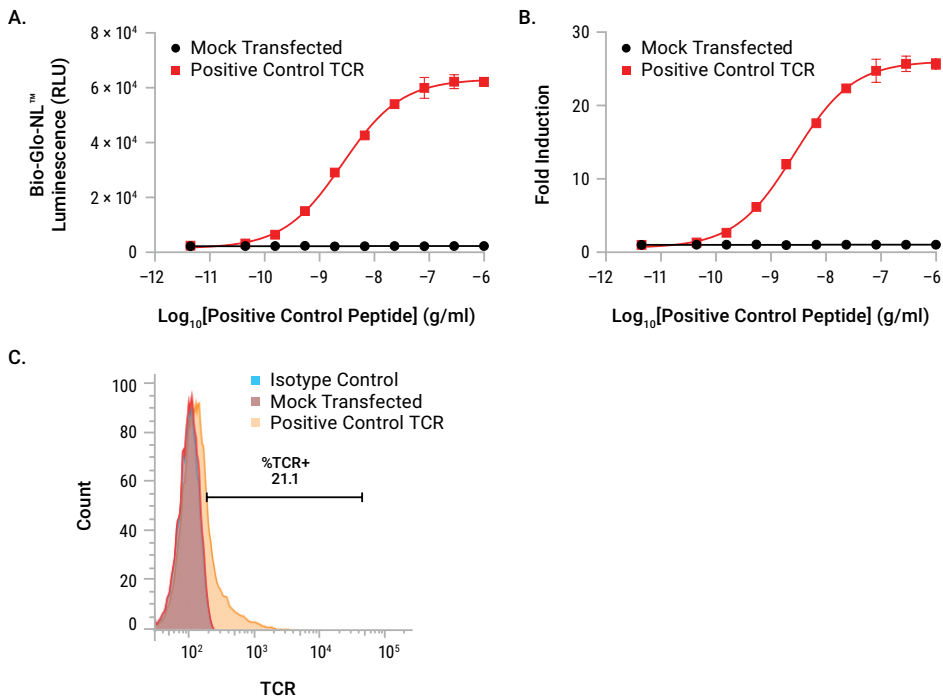 A.
8 × 10⁴
6 × 10⁴
4 × 10⁴
2 × 10⁴
0
Bio-Glo-NL™
Luminescence (RLU)
Mock Transfected
Positive Control TCR
−12
−11
−10
−9
−8
−7
−6
Log₁₀[Positive Control Peptide] (g/ml)
B.
30
20
10
0
Fold Induction
Mock Transfected
Positive Control TCR
−12
−11
−10
−9
−8
−7
−6
Log₁₀[Positive Control Peptide] (g/ml)
C.
100
80
60
40
20
0
Count
Isotype Control
Mock Transfected
Positive Control TCR
%TCR+
21.1
10²
10³
10⁴
10⁵
TCR